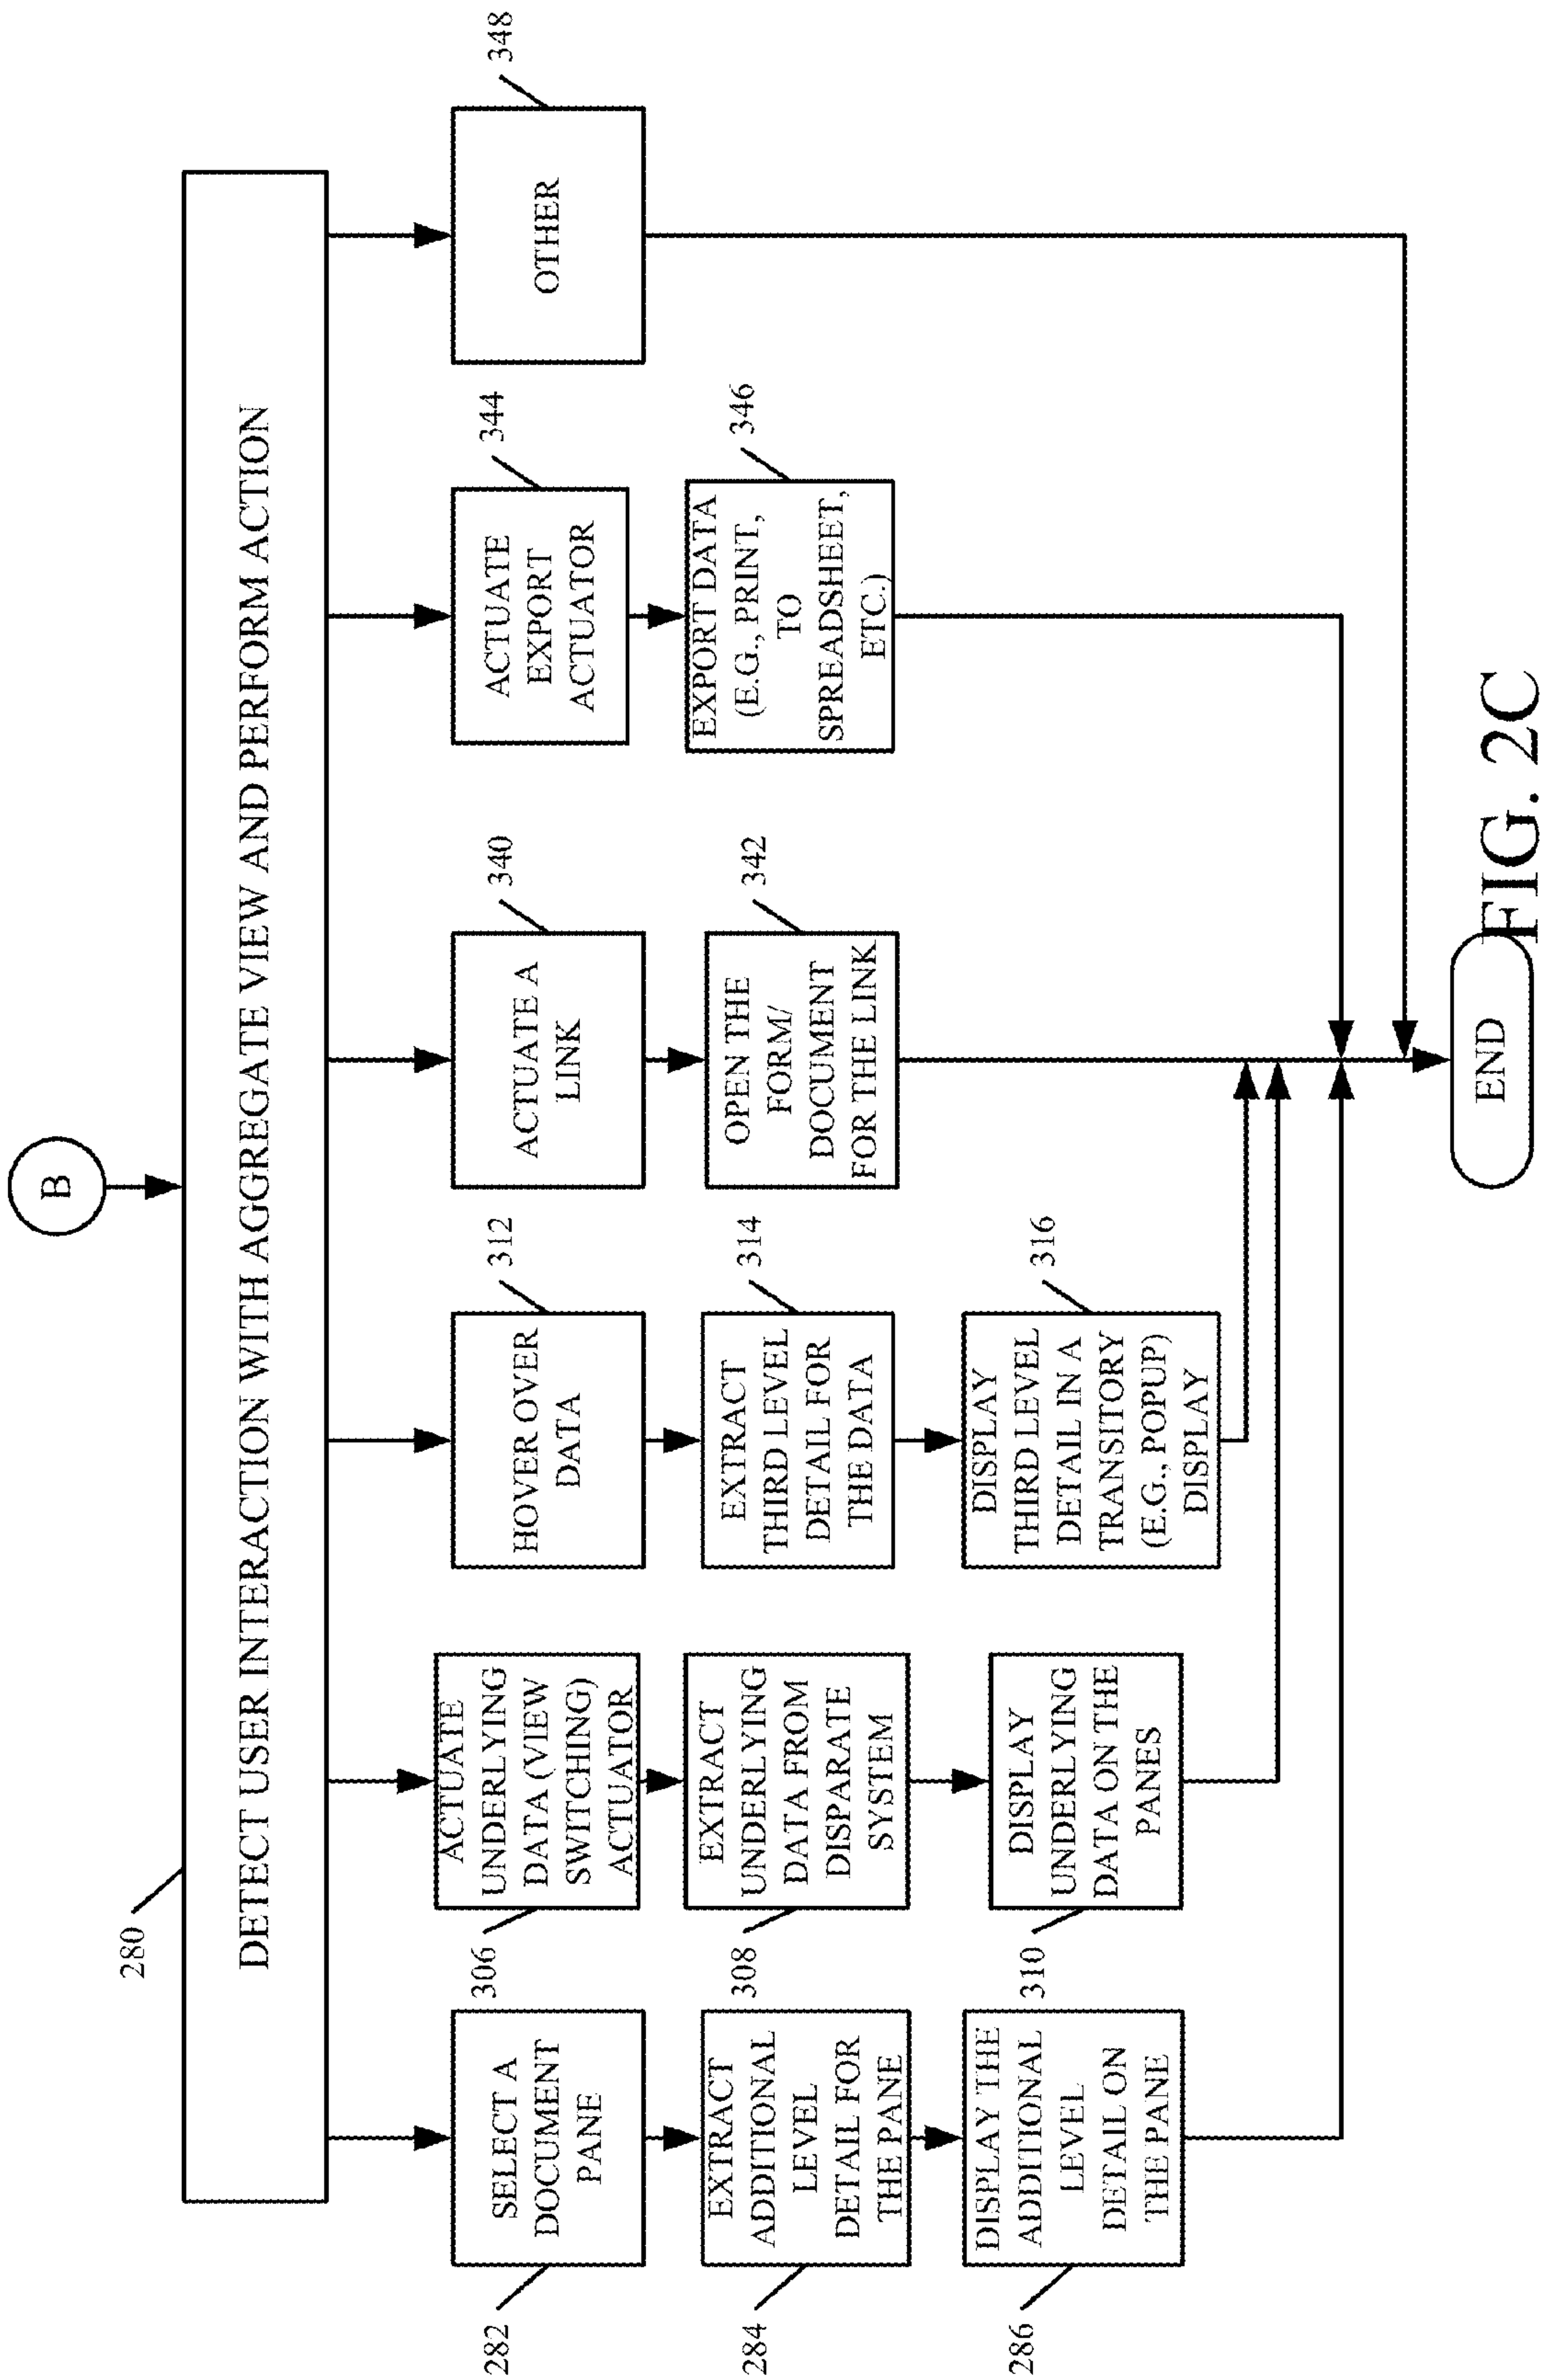 B
280
DETECT USER INTERACTION WITH AGGREGATE VIEW AND PERFORM ACTION
282
SELECT A
DOCUMENT
PANE
284
EXTRACT
ADDITIONAL
LEVEL
DETAIL FOR
THE PANE
286
DISPLAY THE
ADDITIONAL
LEVEL
DETAIL ON
THE PANE
306
ACTUATE
UNDERLYING
DATA (VIEW
SWITCHING)
ACTUATOR
308
EXTRACT
UNDERLYING
DATA FROM
DISPARATE
SYSTEM
310
DISPLAY
UNDERLYING
DATA ON THE
PANES
312
HOVER OVER
DATA
314
EXTRACT
THIRD LEVEL
DETAIL FOR
THE DATA
316
DISPLAY
THIRD LEVEL
DETAIL IN A
TRANSITORY
(E.G., POPUP)
DISPLAY
340
ACTUATE A
LINK
342
OPEN THE
FORM/
DOCUMENT
FOR THE LINK
344
ACTUATE
EXPORT
ACTUATOR
346
EXPORT DATA
(E.G., PRINT,
TO
SPREADSHEET,
ETC.)
348
OTHER
END
FIG. 2C